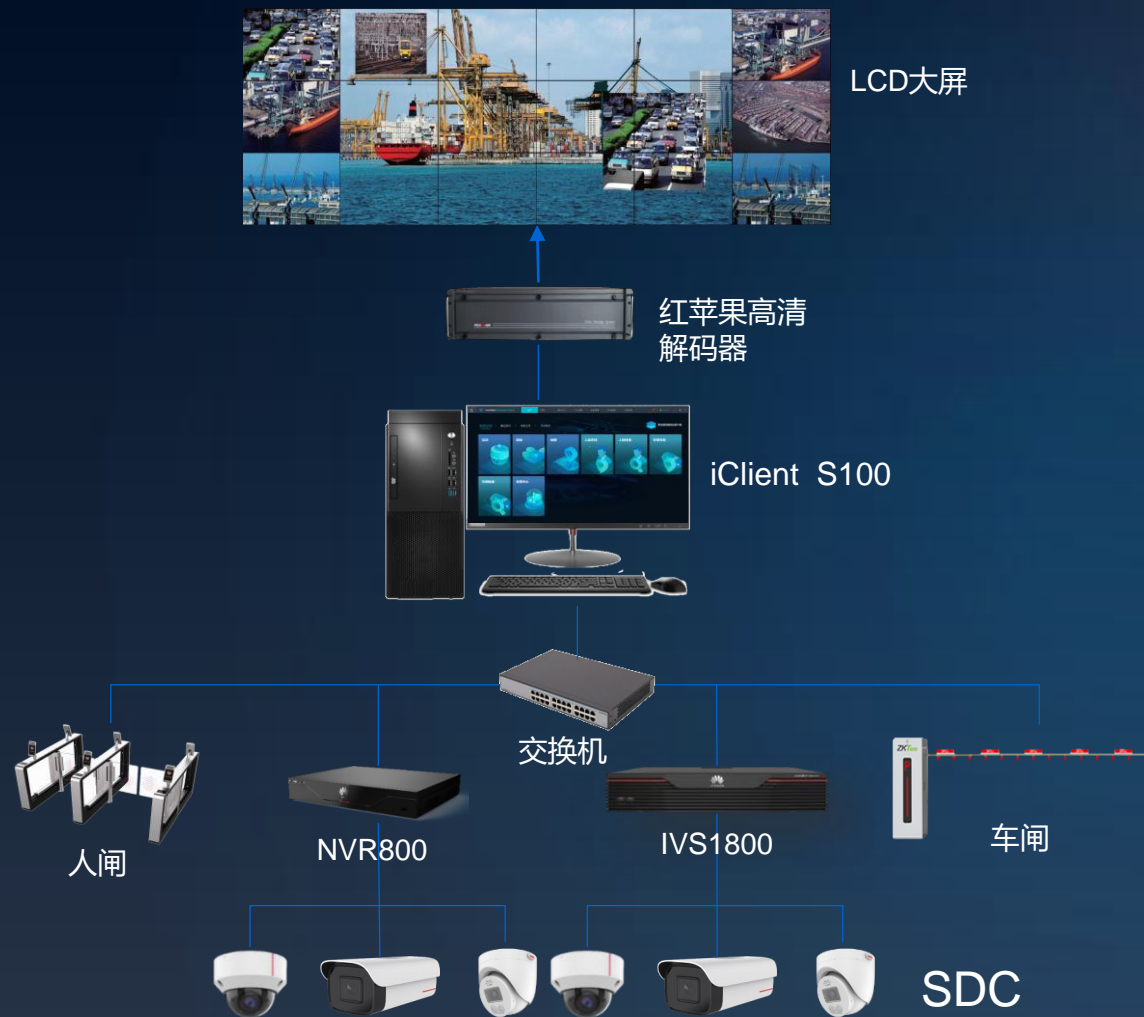 LCD大屏
红苹果高清
解码器
iClient S100
交换机
ZKTeco
人闸
NVR800
IVS1800
车闸
SDC